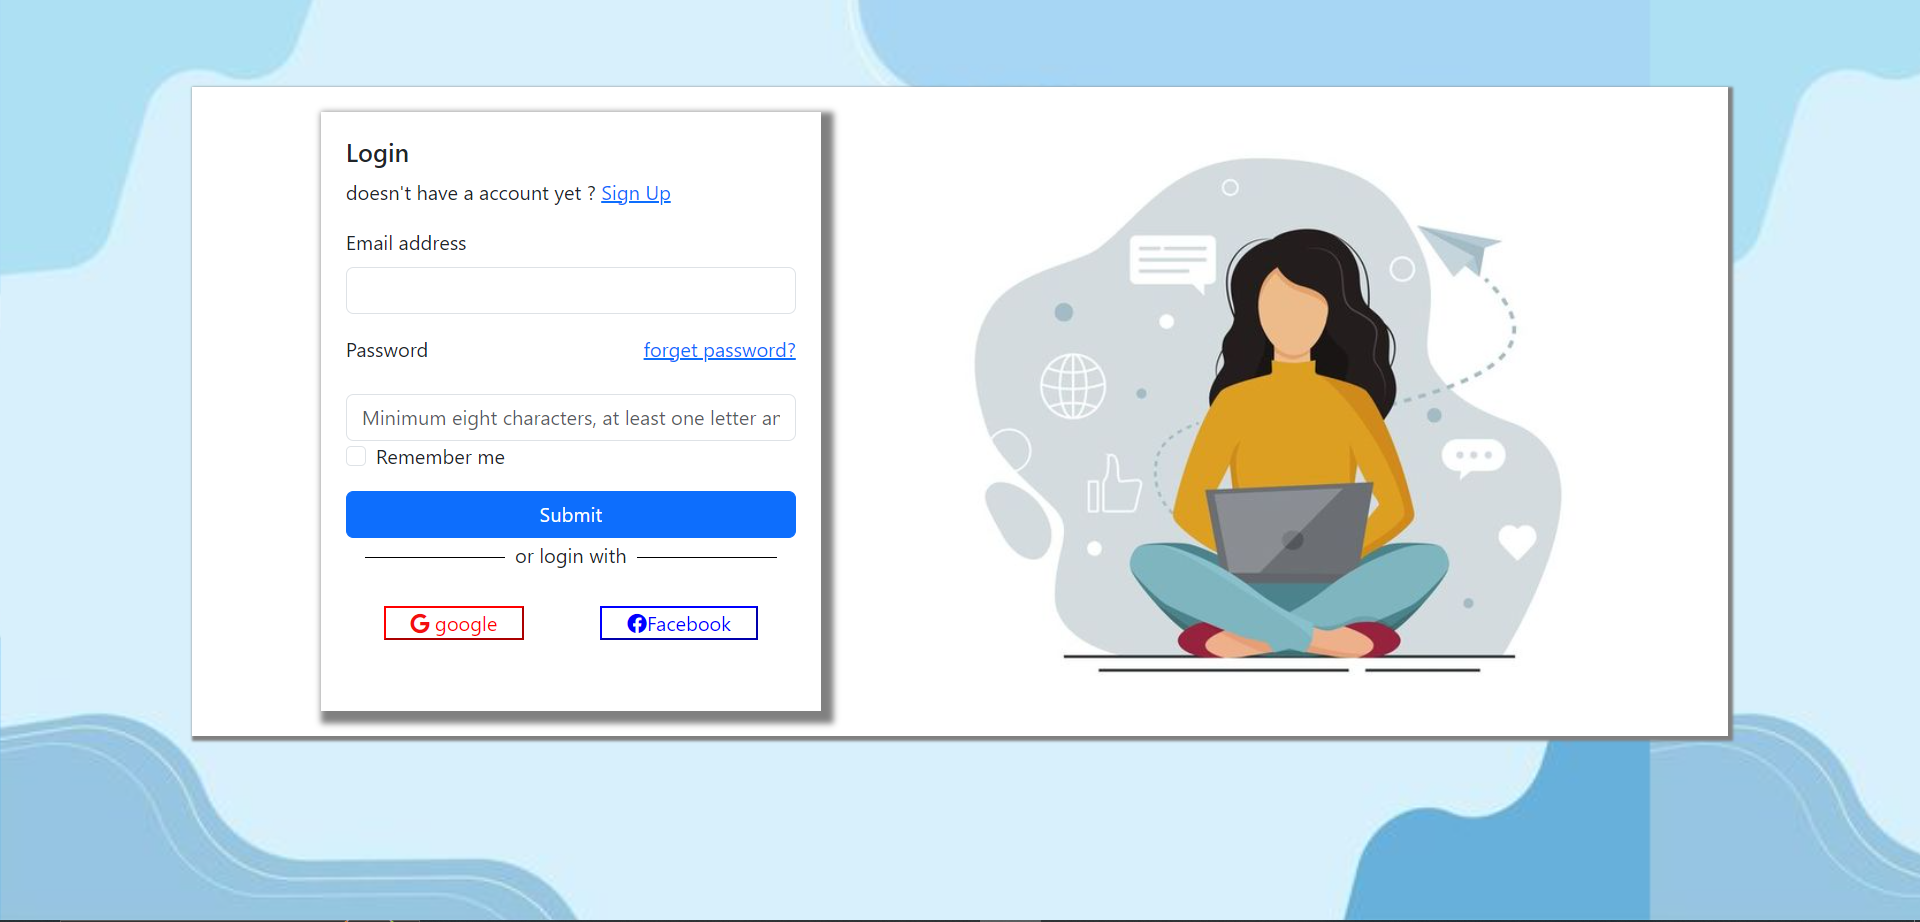 Login
doesn't have a account yet ? Sign Up
Email address
Password forget password?
Minimum eight characters, at least one letter ar
Remember me
Submit
or login with
google Facebook